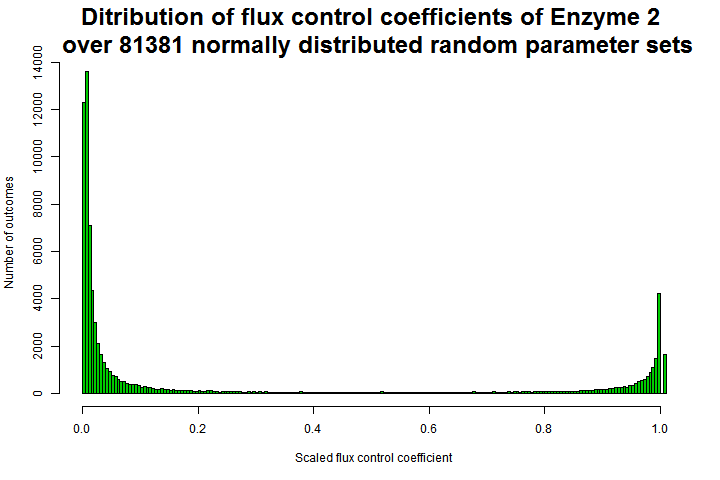 Ditribution of flux control coefficients of Enzyme 2
over 81381 normally distributed random parameter sets
14000
12000
10000
8000
6000
4000
2000
0
Number of outcomes
0.0 0.2 0.4 0.6 0.8 1.0
Scaled flux control coefficient